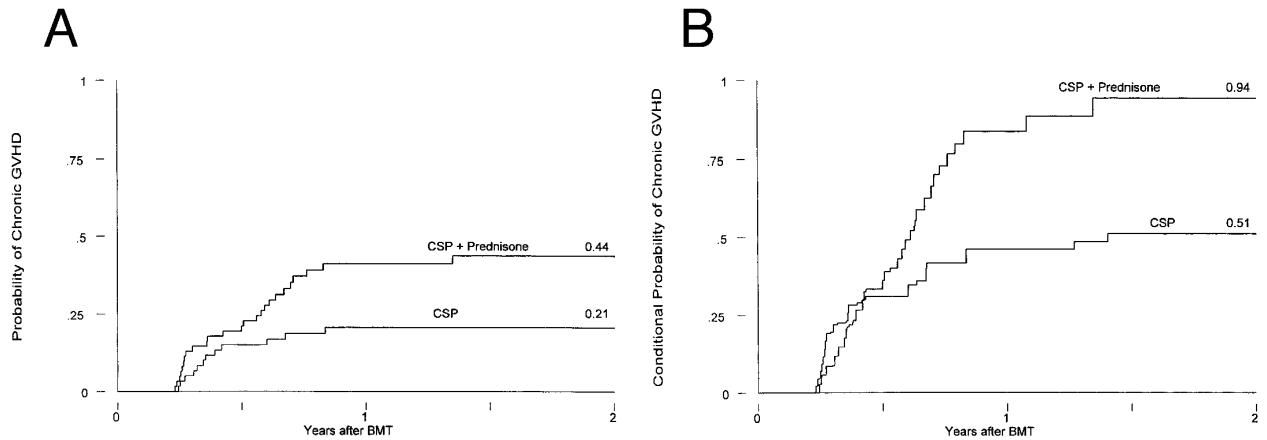 A
Probability of Chronic GVHD
1
.75
.5
.25
0
CSP + Prednisone 0.44
CSP 0.21
0 1 2
Years after BMT
B
Conditional Probability of Chronic GVHD
1
.75
.5
.25
0
CSP + Prednisone 0.94
CSP 0.51
0 1 2
Years after BMT